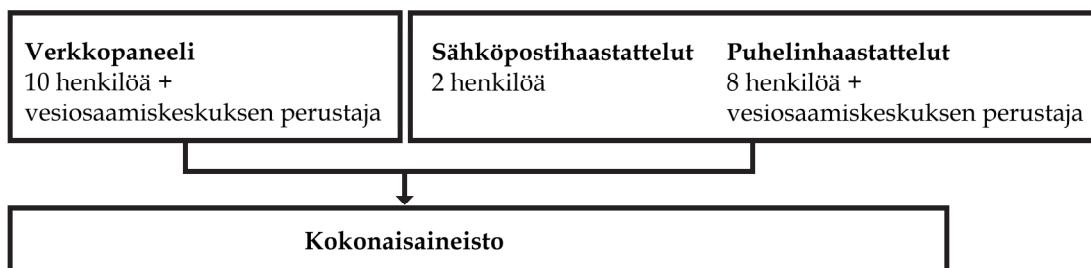 Verkkopaneeli
10 henkilöä +
vesiosaamiskeskuksen perustaja
Sähköpostihaastattelut
2 henkilöä
Puhelinhaastattelut
8 henkilöä +
vesiosaamiskeskuksen perustaja
Kokonaisaineisto